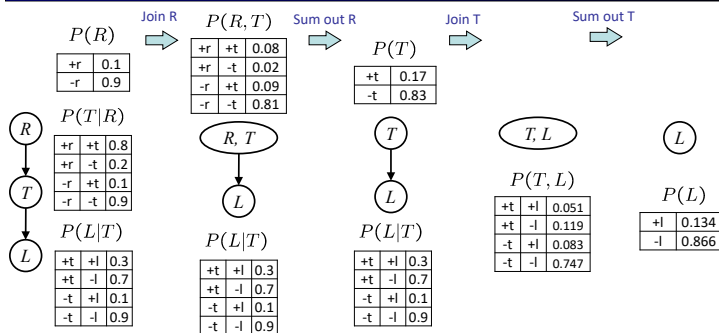 Join R
Sum out R
Join T
Sum out T
P(R)
+r 0.1
-r 0.9
P(T|R)
+r +t 0.8
+r -t 0.2
-r +t 0.1
-r -t 0.9
P(L|T)
+t +l 0.3
+t -l 0.7
-t +l 0.1
-t -l 0.9
R
T
L
P(R, T)
+r +t 0.08
+r -t 0.02
-r +t 0.09
-r -t 0.81
R, T
L
P(L|T)
+t +l 0.3
+t -l 0.7
-t +l 0.1
-t -l 0.9
P(T)
+t 0.17
-t 0.83
T
L
P(L|T)
+t +l 0.3
+t -l 0.7
-t +l 0.1
-t -l 0.9
T, L
P(T, L)
+t +l 0.051
+t -l 0.119
-t +l 0.083
-t -l 0.747
L
P(L)
+l 0.134
-l 0.866